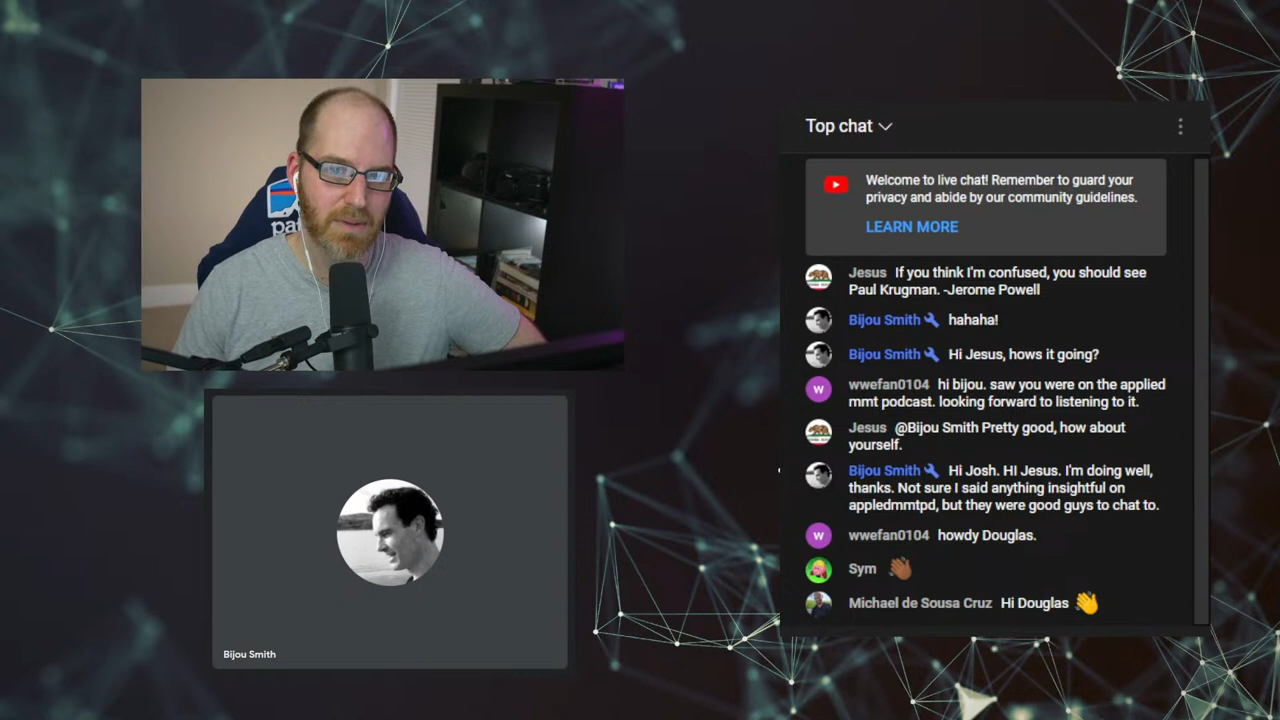 pat
Bijou Smith
Top chat
Welcome to live chat! Remember to guard your
privacy and abide by our community guidelines.
LEARN MORE
Jesus If you think I'm confused, you should see
Paul Krugman. -Jerome Powell
Bijou Smith hahaha!
Bijou Smith Hi Jesus, hows it going?
W wwefan0104 hi bijou. saw you were on the applied
mmt podcast. looking forward to listening to it.
Jesus @Bijou Smith Pretty good, how about
yourself.
Bijou Smith Hi Josh. HI Jesus. I'm doing well,
thanks. Not sure I said anything insightful on
appledmmtpd, but they were good guys to chat to.
W wwefan0104 howdy Douglas.
Sym 👋🏾
Michael de Sousa Cruz Hi Douglas 👋